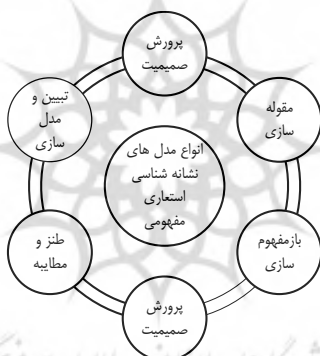 پرورش
صمیمیت
مقوله
سازی
بازمفهوم
سازی
پرورش
صمیمیت
طنز و
مطایبه
تبیین و
مدل
سازی
انواع مدل های
نشانه شناسی
استعاری
مفهومی